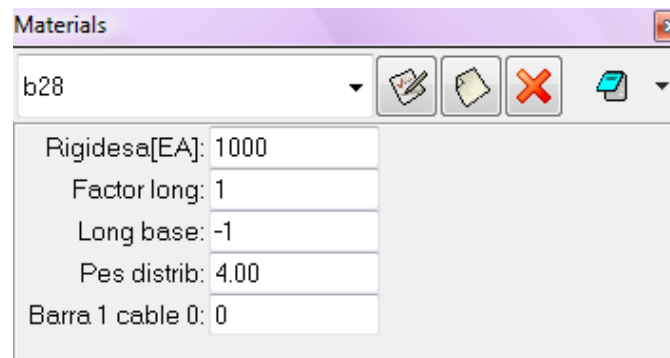 Materials
b28
Rigidesa[EA]: 1000
Factor long: 1
Long base: -1
Pes distrib: 4.00
Barra 1 cable 0: 0